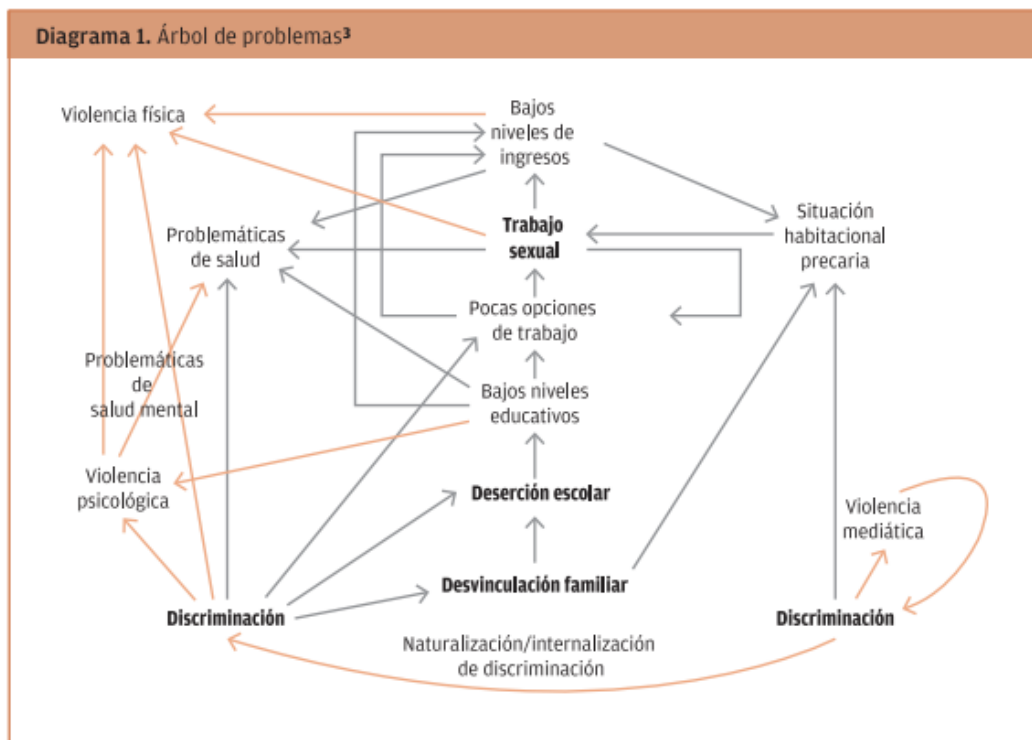 Diagrama 1. Árbol de problemas³
Violencia física
Bajos
niveles de
ingresos
Problemáticas
de salud
Trabajo
sexual
Situación
habitacional
precaria
Pocas opciones
de trabajo
Problemáticas
de
salud mental
Bajos niveles
educativos
Violencia
psicológica
Deserción escolar
Violencia
mediática
Desvinculación familiar
Discriminación
Discriminación
Naturalización/internalización
de discriminación